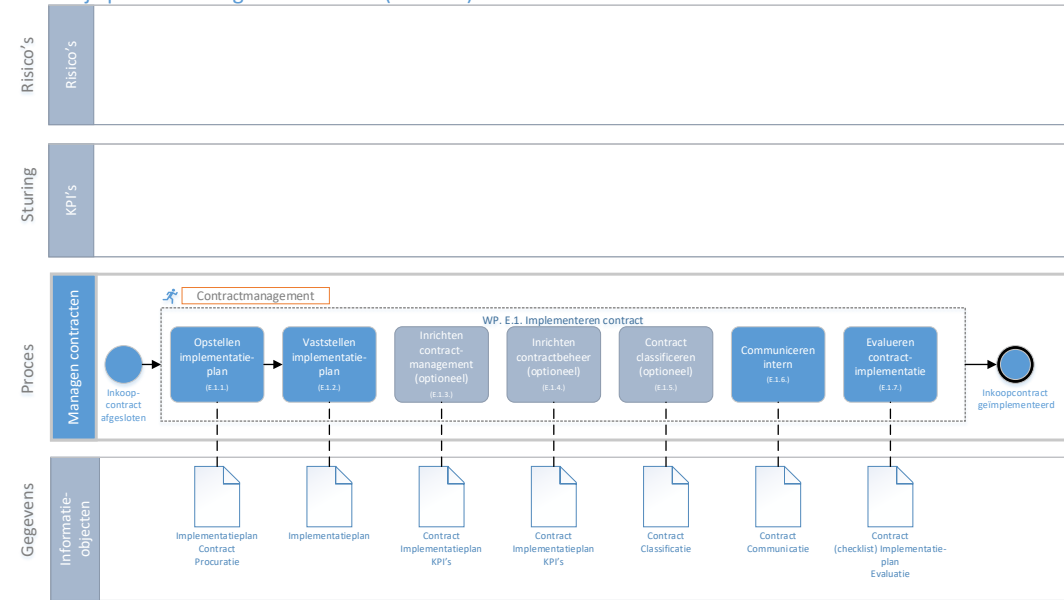 Risico's
Risico's
Sturing
KPI's
Proces
Managen contracten
Contractmanagement
WP. E.1. Implementeren contract
Inkoop-
contract
afgesloten
Opstellen
implementatie-
plan
(E.1.1.)
Vaststellen
implementatie-
plan
(E.1.2.)
Inrichten
contract-
management
(optioneel)
(E.1.3.)
Inrichten
contractbeheer
(optioneel)
(E.1.4.)
Contract
classificeren
(optioneel)
(E.1.5.)
Communiceren
intern
(E.1.6.)
Evalueren
contract-
implementatie
(E.1.7.)
Inkoopcontract
geïmplementeerd
Gegevens
Informatie-
objecten
Implementatieplan
Contract
Procuratie
Implementatieplan
Contract
Implementatieplan
KPI's
Contract
Implementatieplan
KPI's
Contract
Classificatie
Contract
Communicatie
Contract
(checklist) Implementatie-
plan
Evaluatie